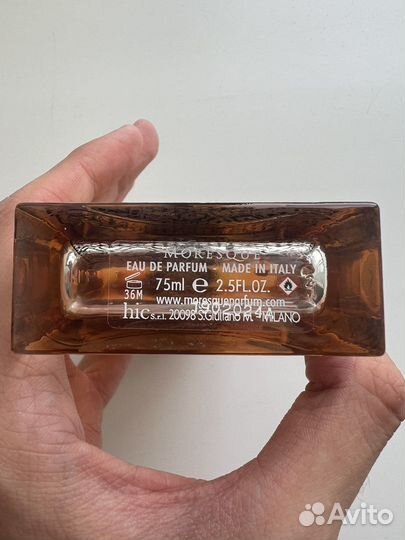 MORESQUE
EAU DE PARFUM - MADE IN ITALY
36M
75ml e 2.5FL.OZ.
www.moresqueparfum.com
hic s.r.l. 20098 S.Giuliano M. - MILANO
Avito